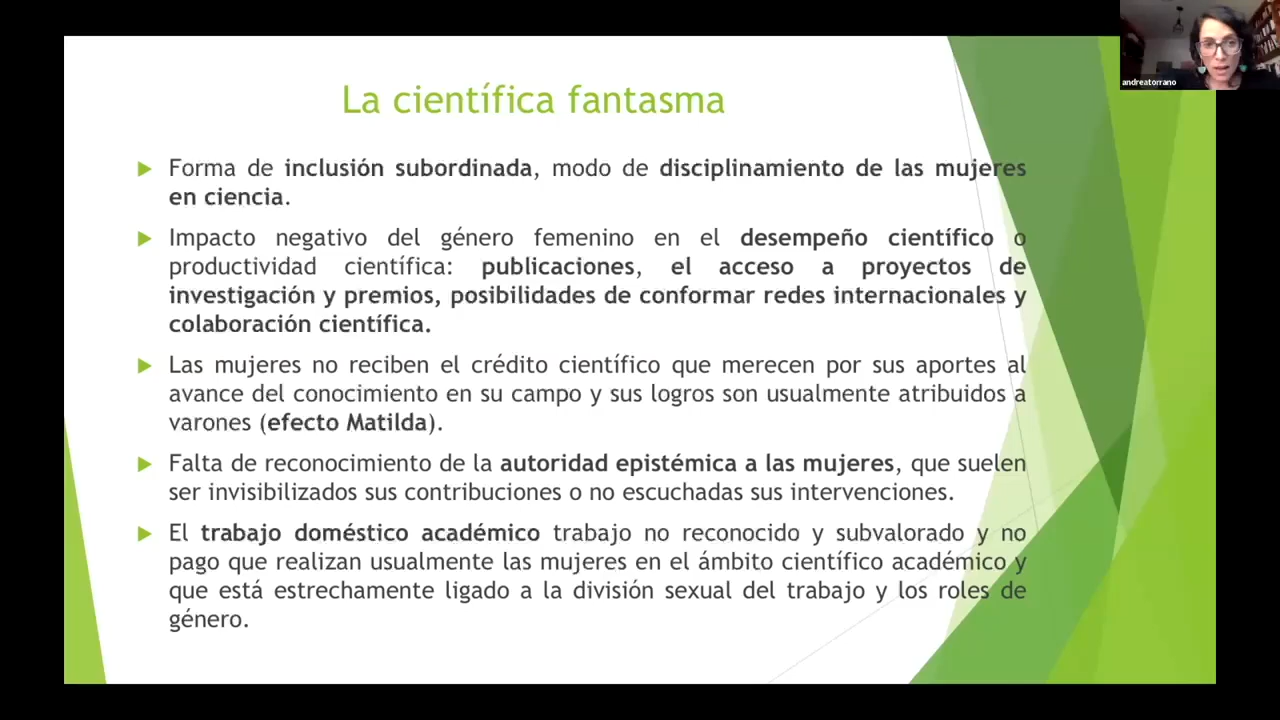 La científica fantasma
Forma de inclusión subordinada, modo de disciplinamiento de las mujeres
en ciencia.
Impacto negativo del género femenino en el desempeño científico o
productividad científica: publicaciones, el acceso a proyectos de
investigación y premios, posibilidades de conformar redes internacionales y
colaboración científica.
Las mujeres no reciben el crédito científico que merecen por sus aportes al
avance del conocimiento en su campo y sus logros son usualmente atribuidos a
varones (efecto Matilda).
Falta de reconocimiento de la autoridad epistémica a las mujeres, que suelen
ser invisibilizados sus contribuciones o no escuchadas sus intervenciones.
El trabajo doméstico académico trabajo no reconocido y subvalorado y no
pago que realizan usualmente las mujeres en el ámbito científico académico y
que está estrechamente ligado a la división sexual del trabajo y los roles de
género.
andreatorrano